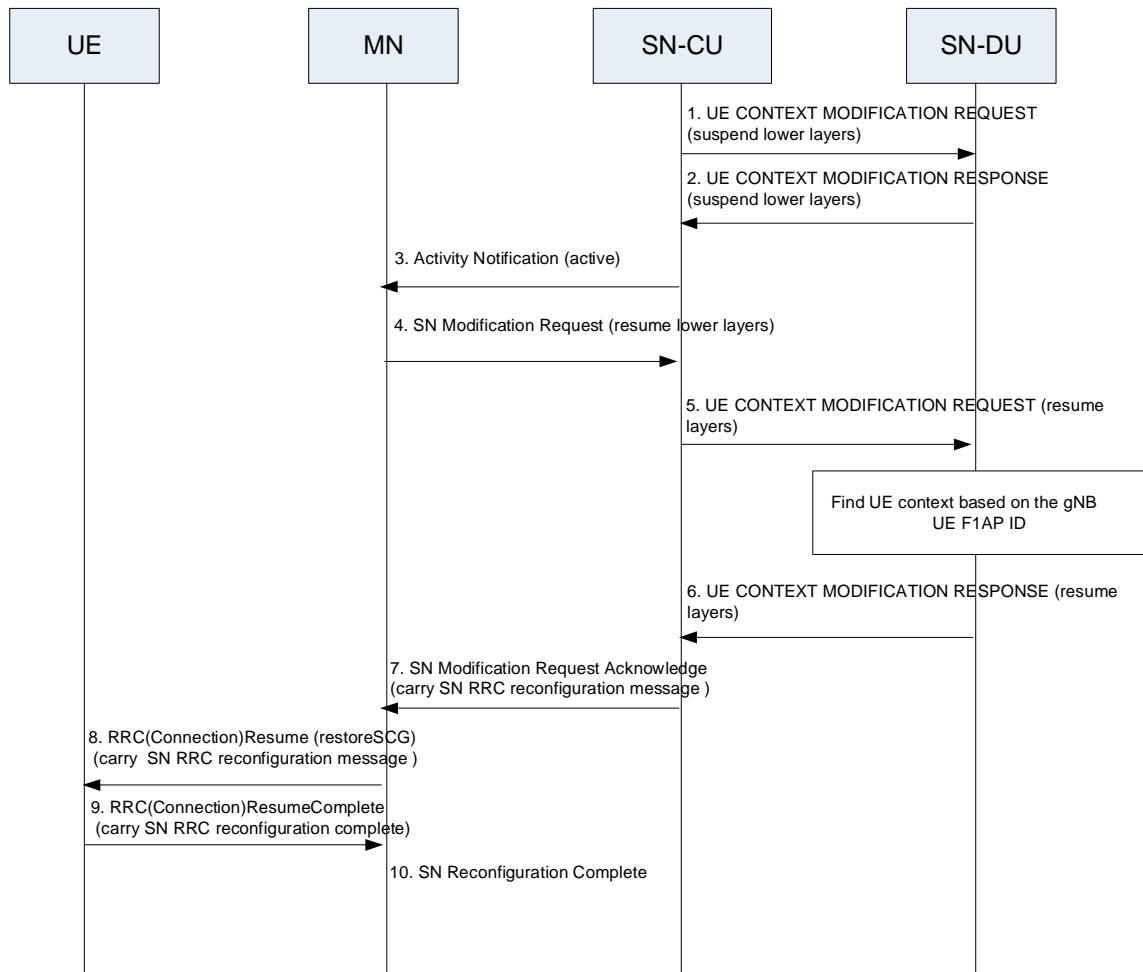 UE
MN
SN-CU
SN-DU
1. UE CONTEXT MODIFICATION REQUEST
(suspend lower layers)
2. UE CONTEXT MODIFICATION RESPONSE
(suspend lower layers)
3. Activity Notification (active)
4. SN Modification Request (resume lower layers)
5. UE CONTEXT MODIFICATION REQUEST (resume
layers)
Find UE context based on the gNB
UE F1AP ID
6. UE CONTEXT MODIFICATION RESPONSE (resume
layers)
7. SN Modification Request Acknowledge
(carry SN RRC reconfiguration message )
8. RRC(Connection)Resume (restoreSCG)
(carry  SN RRC reconfiguration message )
9. RRC(Connection)ResumeComplete
(carry SN RRC reconfiguration complete)
10. SN Reconfiguration Complete